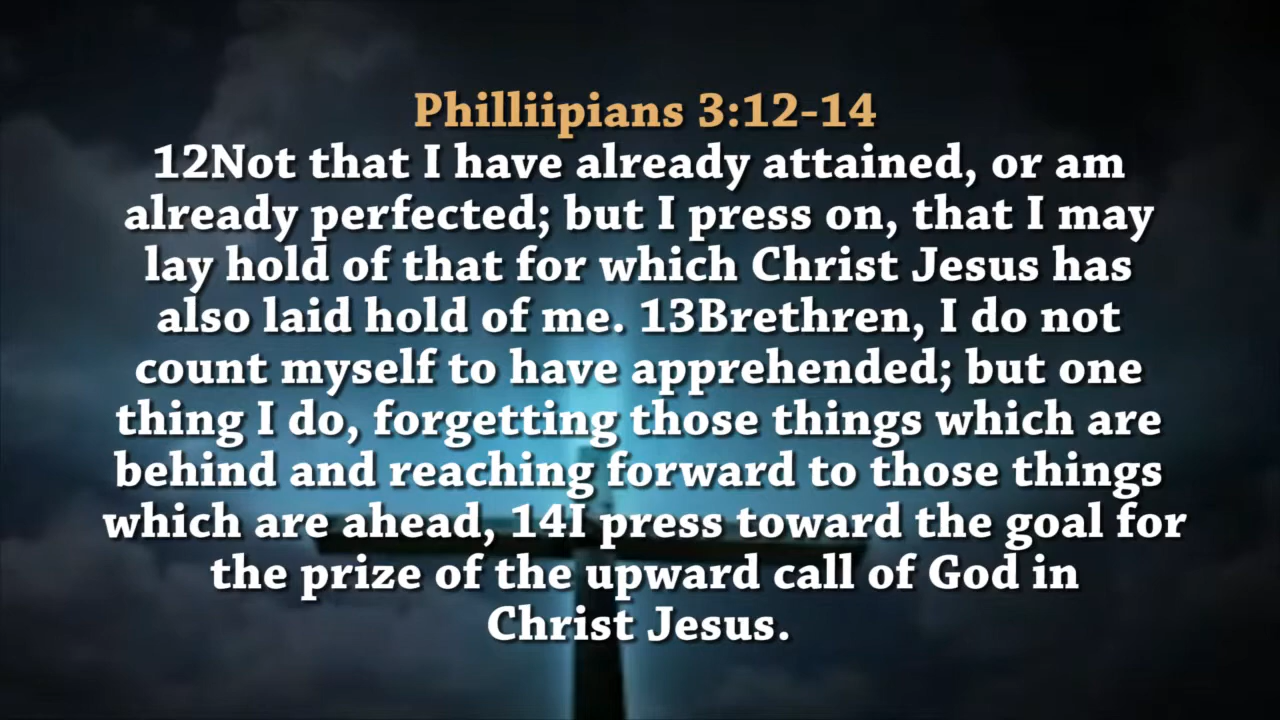 Philliipians 3:12-14
12Not that I have already attained, or am
already perfected; but I press on, that I may
lay hold of that for which Christ Jesus has
also laid hold of me. 13Brethren, I do not
count myself to have apprehended; but one
thing I do, forgetting those things which are
behind and reaching forward to those things
which are ahead, 14I press toward the goal for
the prize of the upward call of God in
Christ Jesus.